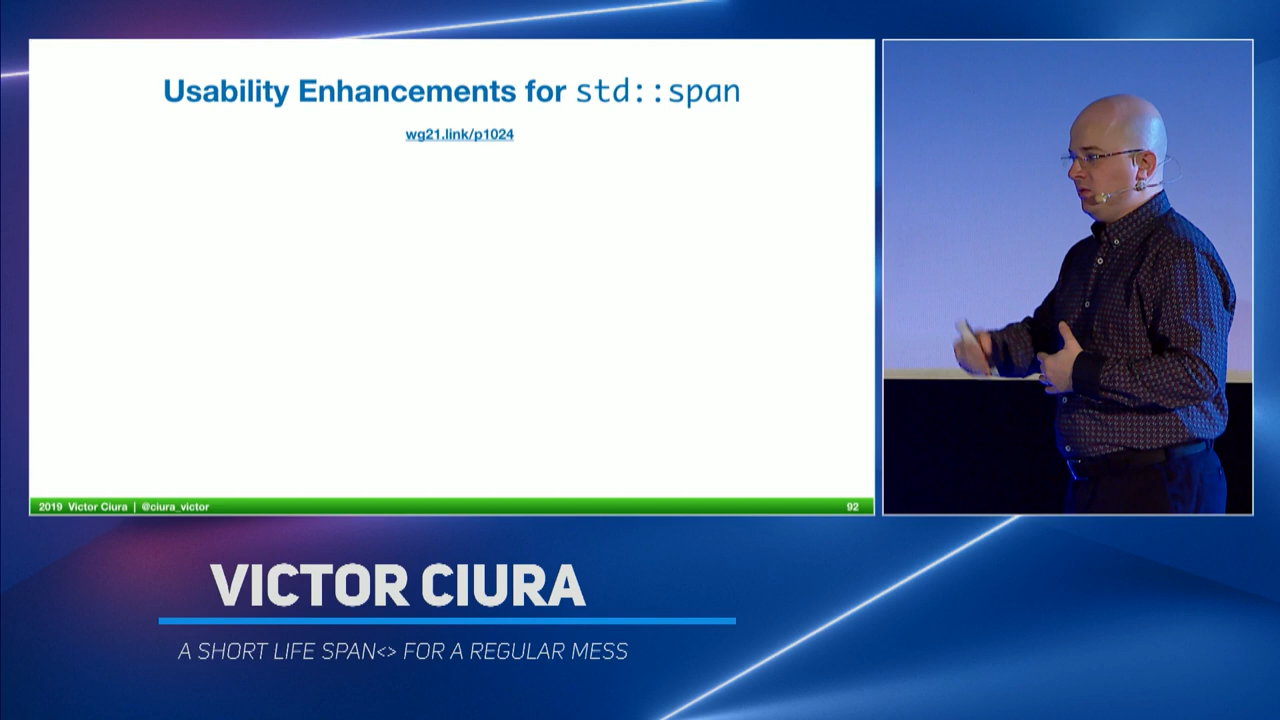 Usability Enhancements for std::span
wg21.link/p1024
2019 Victor Ciura | @ciura_victor
92
VICTOR CIURA
A SHORT LIFE SPAN<> FOR A REGULAR MESS